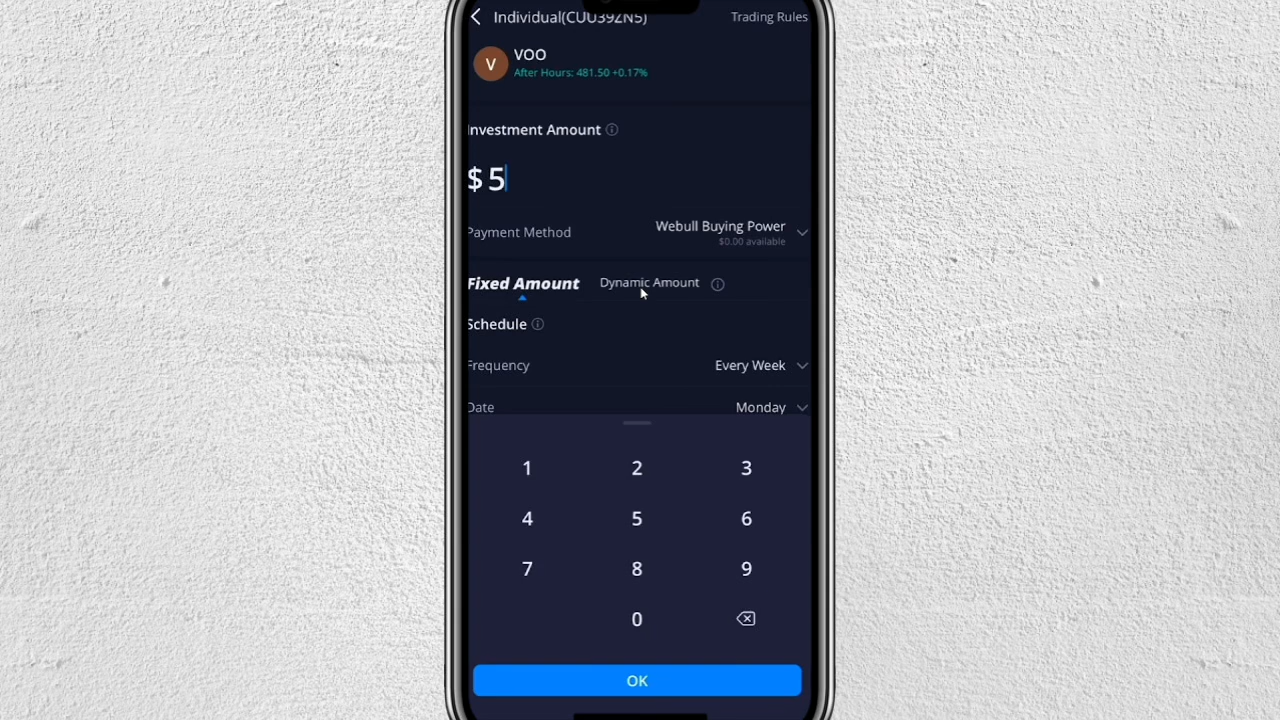 Individual(CUU39ZN5)
Trading Rules
V
VOO
After Hours: 481.50 +0.17%
Investment Amount
$ 5
Payment Method
Webull Buying Power
$0.00 available
Fixed Amount
Dynamic Amount
Schedule
Frequency
Every Week
Date
Monday
1 2 3
4 5 6
7 8 9
0
OK